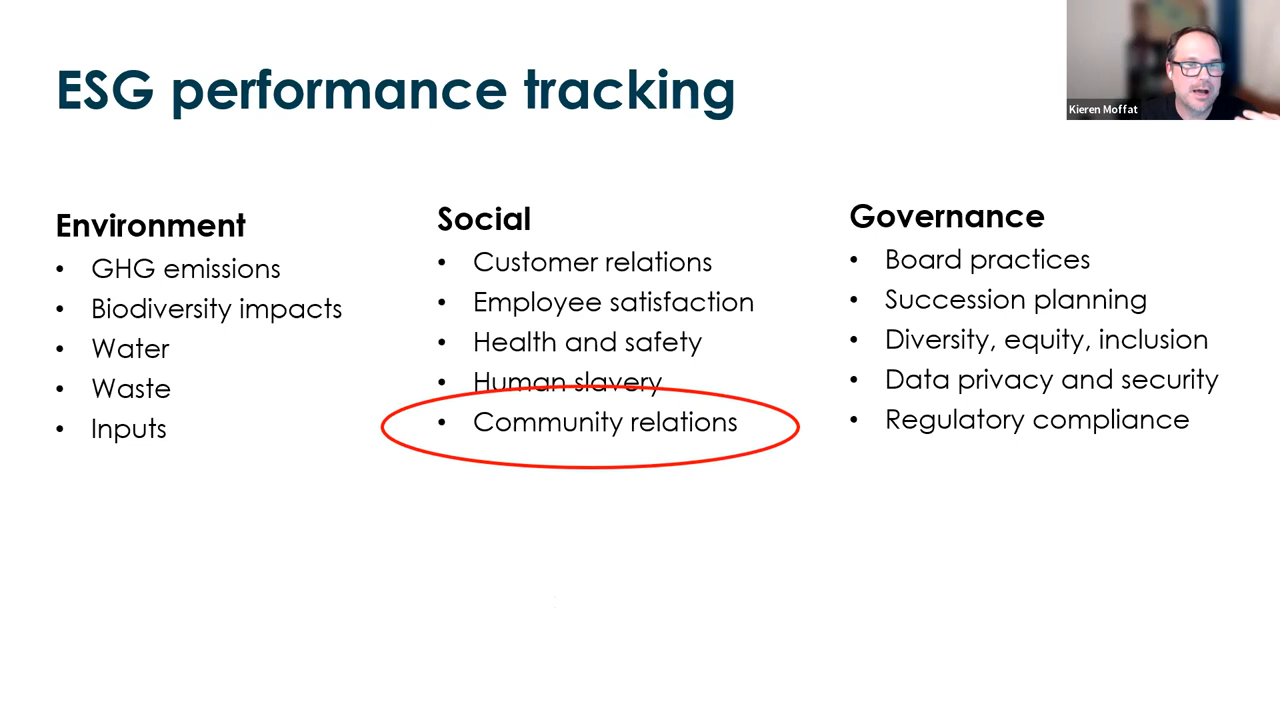 ESG performance tracking
Kieren Moffat
Environment
• GHG emissions
• Biodiversity impacts
• Water
• Waste
• Inputs
Social
• Customer relations
• Employee satisfaction
• Health and safety
• Human slavery
• Community relations
Governance
• Board practices
• Succession planning
• Diversity, equity, inclusion
• Data privacy and security
• Regulatory compliance